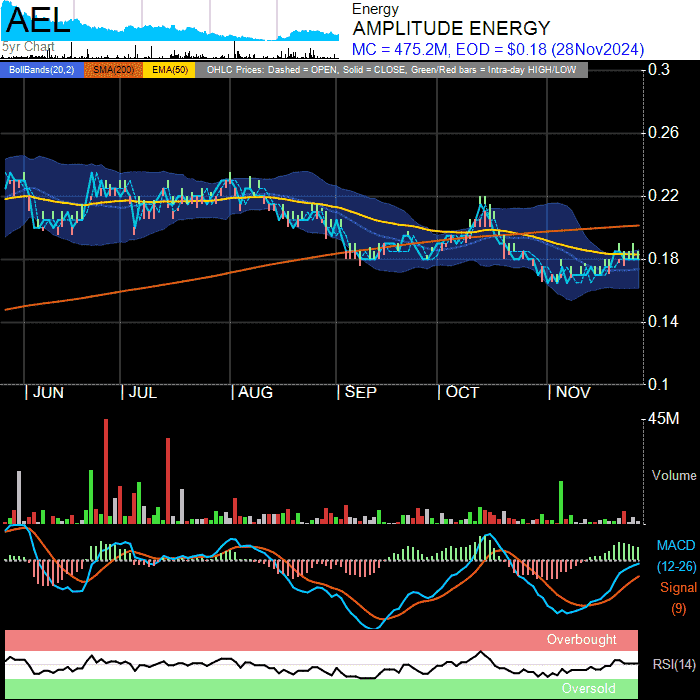 AEL
5yr Chart
Energy
AMPLITUDE ENERGY
MC = 475.2M, EOD = $0.18 (28Nov2024)
BollBands(20,2) SMA(200) EMA(50) OHLC Prices: Dashed = OPEN, Solid = CLOSE, Green/Red bars = Intra-day HIGH/LOW
0.3
0.26
0.22
0.18
0.14
0.1
JUN JUL AUG SEP OCT NOV
45M
Volume
MACD
(12-26)
Signal
(9)
Overbought
RSI(14)
Oversold